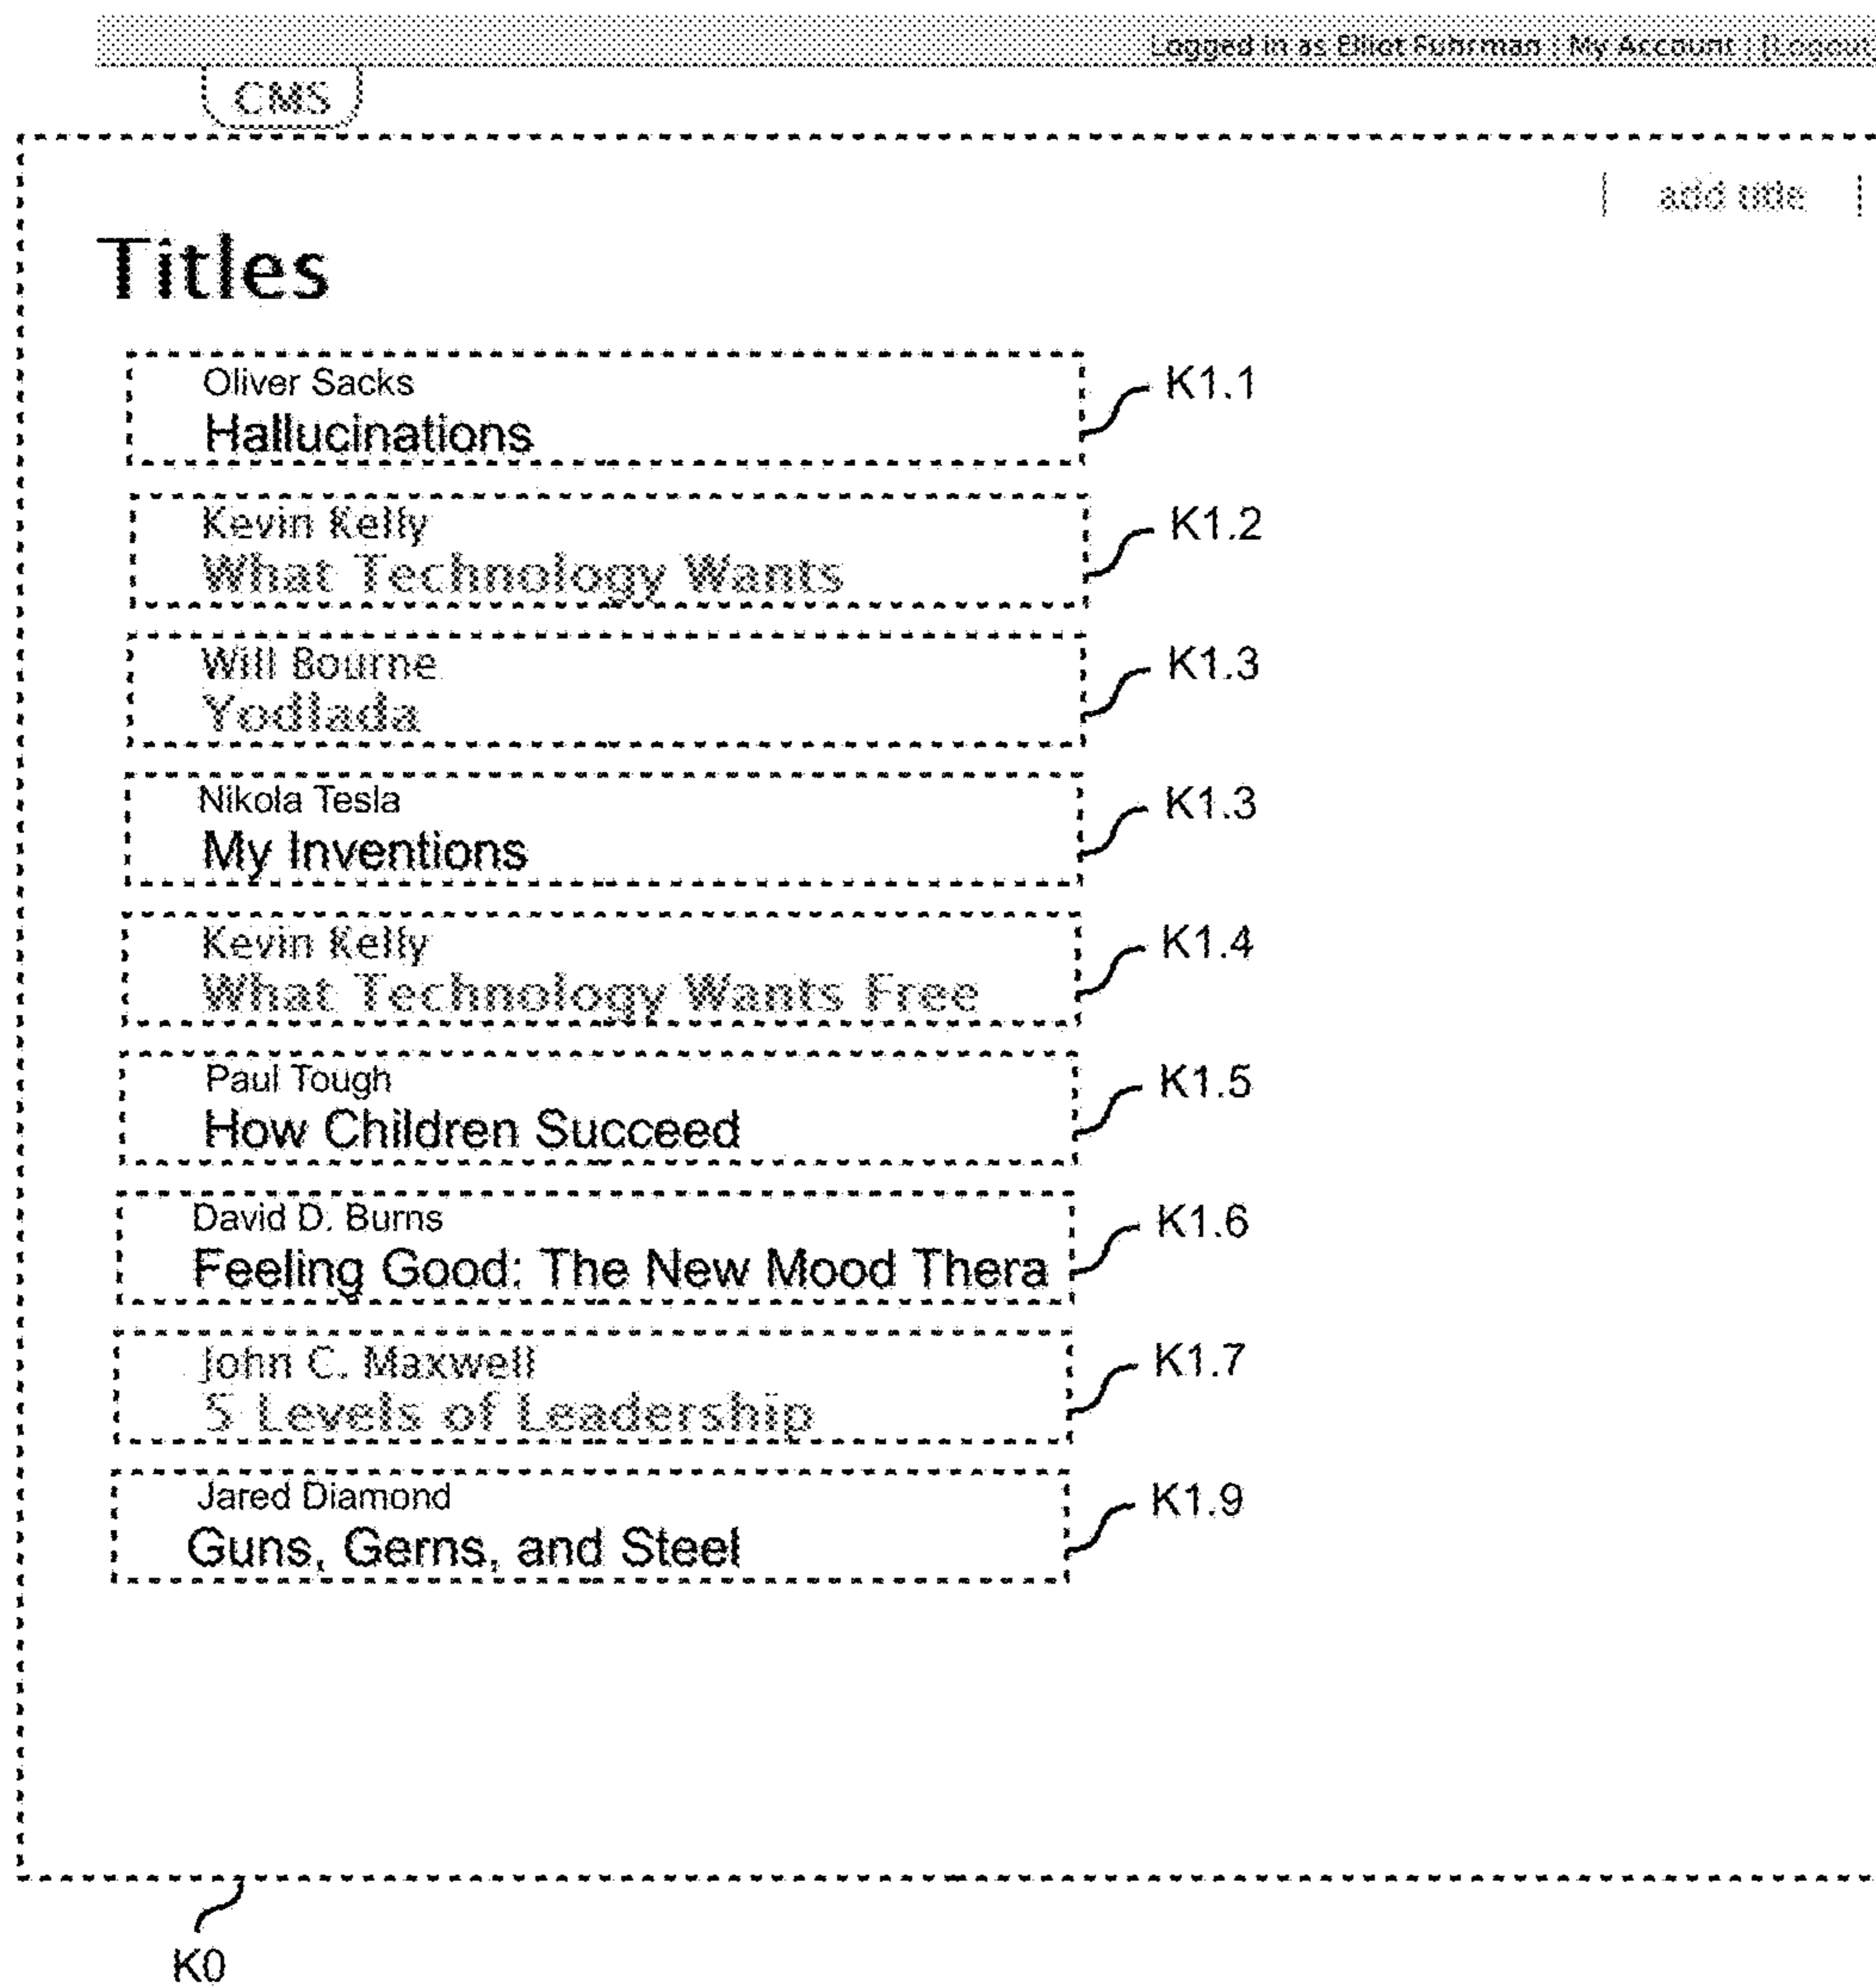 Logged in as Elliot Fuhrman | My Account | [Logout
CMS
add title
Titles
Oliver Sacks
Hallucinations
K1.1
Kevin Kelly
What Technology Wants
K1.2
Will Bourne
Yodlada
K1.3
Nikola Tesla
My Inventions
K1.3
Kevin Kelly
What Technology Wants Free
K1.4
Paul Tough
How Children Succeed
K1.5
David D. Burns
Feeling Good: The New Mood Thera
K1.6
John C. Maxwell
5 Levels of Leadership
K1.7
Jared Diamond
Guns, Gerns, and Steel
K1.9
K0